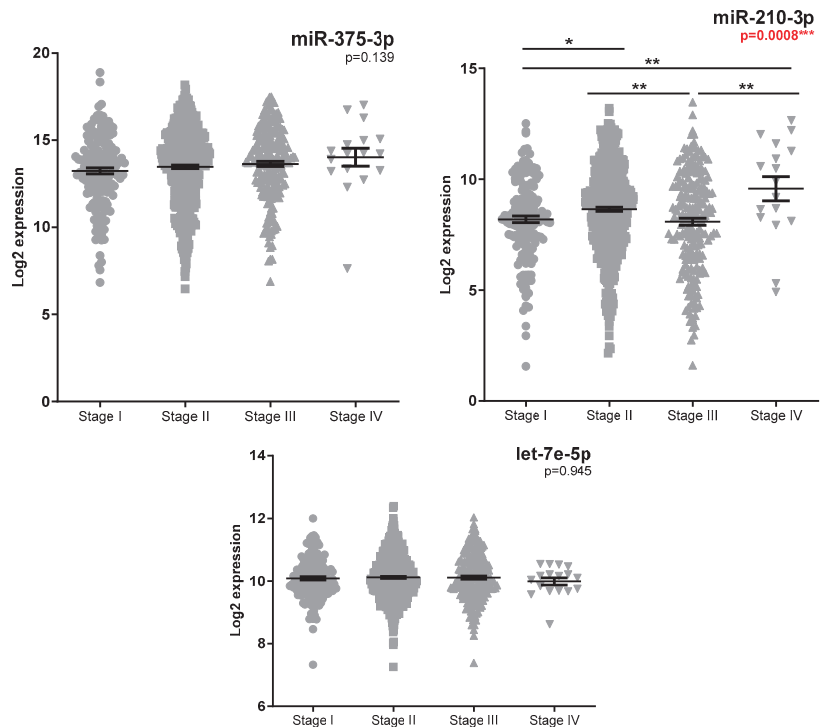 miR-375-3p
p=0.139
20
15
10
5
0
Log2 expression
Stage I Stage II Stage III Stage IV
miR-210-3p
p=0.0008***
*
**
** **
15
10
5
0
Log2 expression
Stage I Stage II Stage III Stage IV
let-7e-5p
p=0.945
14
12
10
8
6
Log2 expression
Stage I Stage II Stage III Stage IV